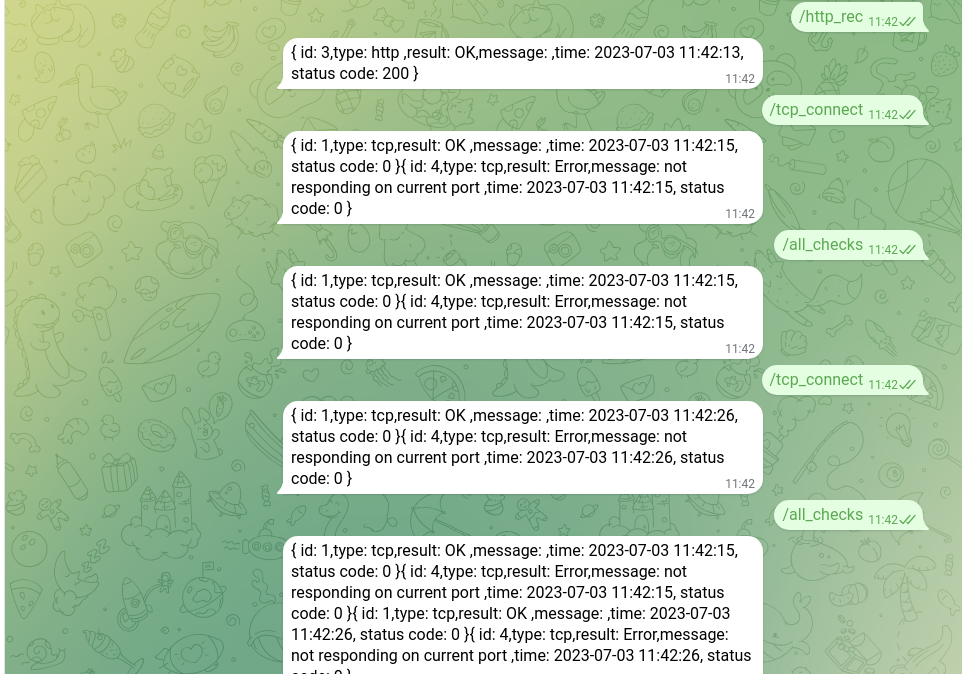 /http_rec 11:42
{ id: 3,type: http ,result: OK,message: ,time: 2023-07-03 11:42:13,
status code: 200 }
11:42
/tcp_connect 11:42
{ id: 1,type: tcp,result: OK ,message: ,time: 2023-07-03 11:42:15,
status code: 0 }{ id: 4,type: tcp,result: Error,message: not
responding on current port ,time: 2023-07-03 11:42:15, status
code: 0 }
11:42
/all_checks 11:42
{ id: 1,type: tcp,result: OK ,message: ,time: 2023-07-03 11:42:15,
status code: 0 }{ id: 4,type: tcp,result: Error,message: not
responding on current port ,time: 2023-07-03 11:42:15, status
code: 0 }
11:42
/tcp_connect 11:42
{ id: 1,type: tcp,result: OK ,message: ,time: 2023-07-03 11:42:26,
status code: 0 }{ id: 4,type: tcp,result: Error,message: not
responding on current port ,time: 2023-07-03 11:42:26, status
code: 0 }
11:42
/all_checks 11:42
{ id: 1,type: tcp,result: OK ,message: ,time: 2023-07-03 11:42:15,
status code: 0 }{ id: 4,type: tcp,result: Error,message: not
responding on current port ,time: 2023-07-03 11:42:15, status
code: 0 }{ id: 1,type: tcp,result: OK ,message: ,time: 2023-07-03
11:42:26, status code: 0 }{ id: 4,type: tcp,result: Error,message:
not responding on current port ,time: 2023-07-03 11:42:26, status